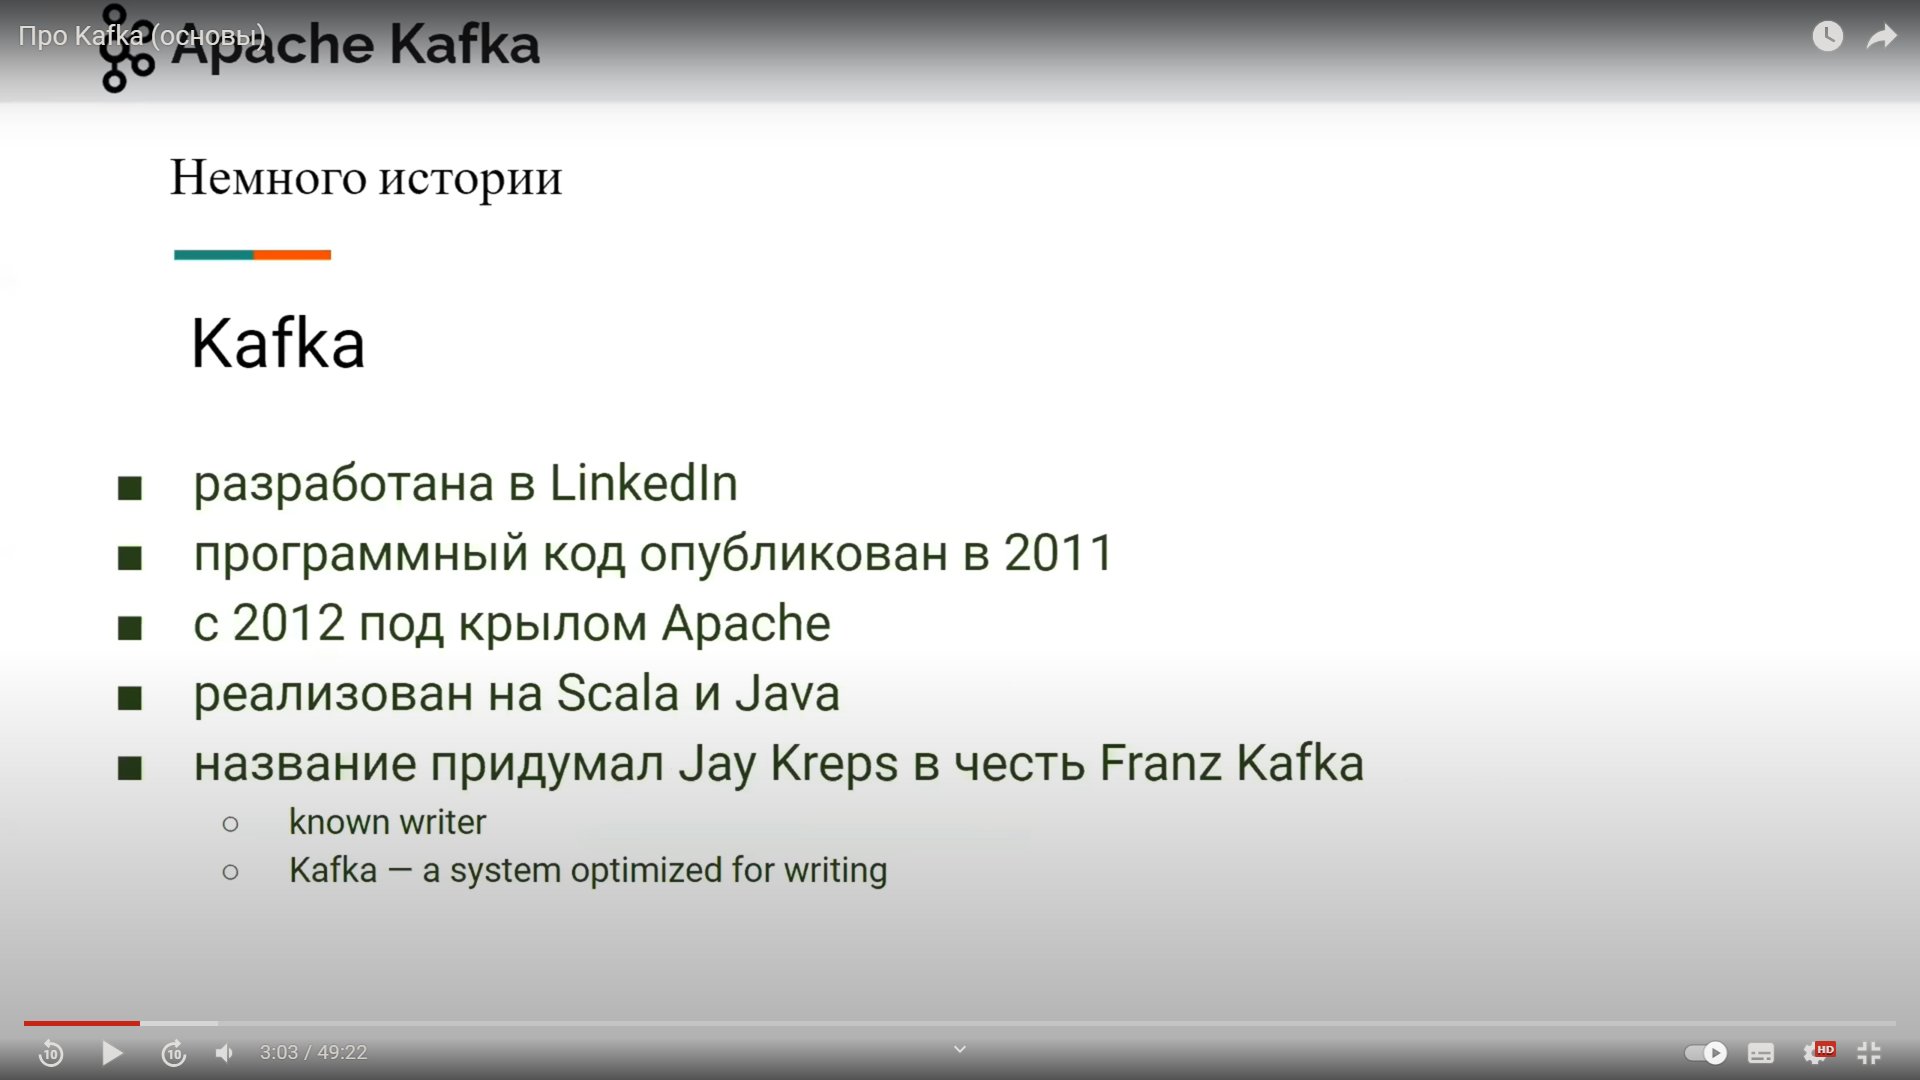 Про Kafka (основы)
Apache Kafka
Немного истории
Kafka
разработана в LinkedIn
программный код опубликован в 2011
с 2012 под крылом Apache
реализован на Scala и Java
название придумал Jay Kreps в честь Franz Kafka
known writer
Kafka — a system optimized for writing
10
10
3:03 / 49:22
HD